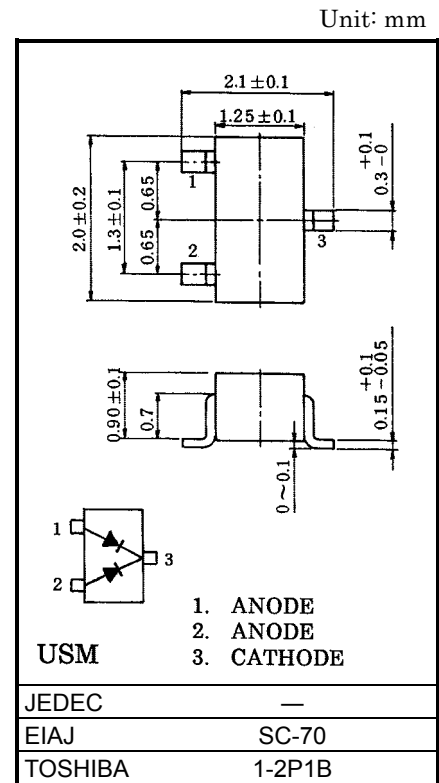 Unit: mm
2.1±0.1
1.25±0.1
+0.1
0.3-0
2.0±0.2
1.3±0.1
0.65
0.65
1
2
3
0.90±0.1
0.7
+0.1
0.15-0.05
0~0.1
1
2
3
1. ANODE
2. ANODE
3. CATHODE
USM
JEDEC —
EIAJ SC-70
TOSHIBA 1-2P1B